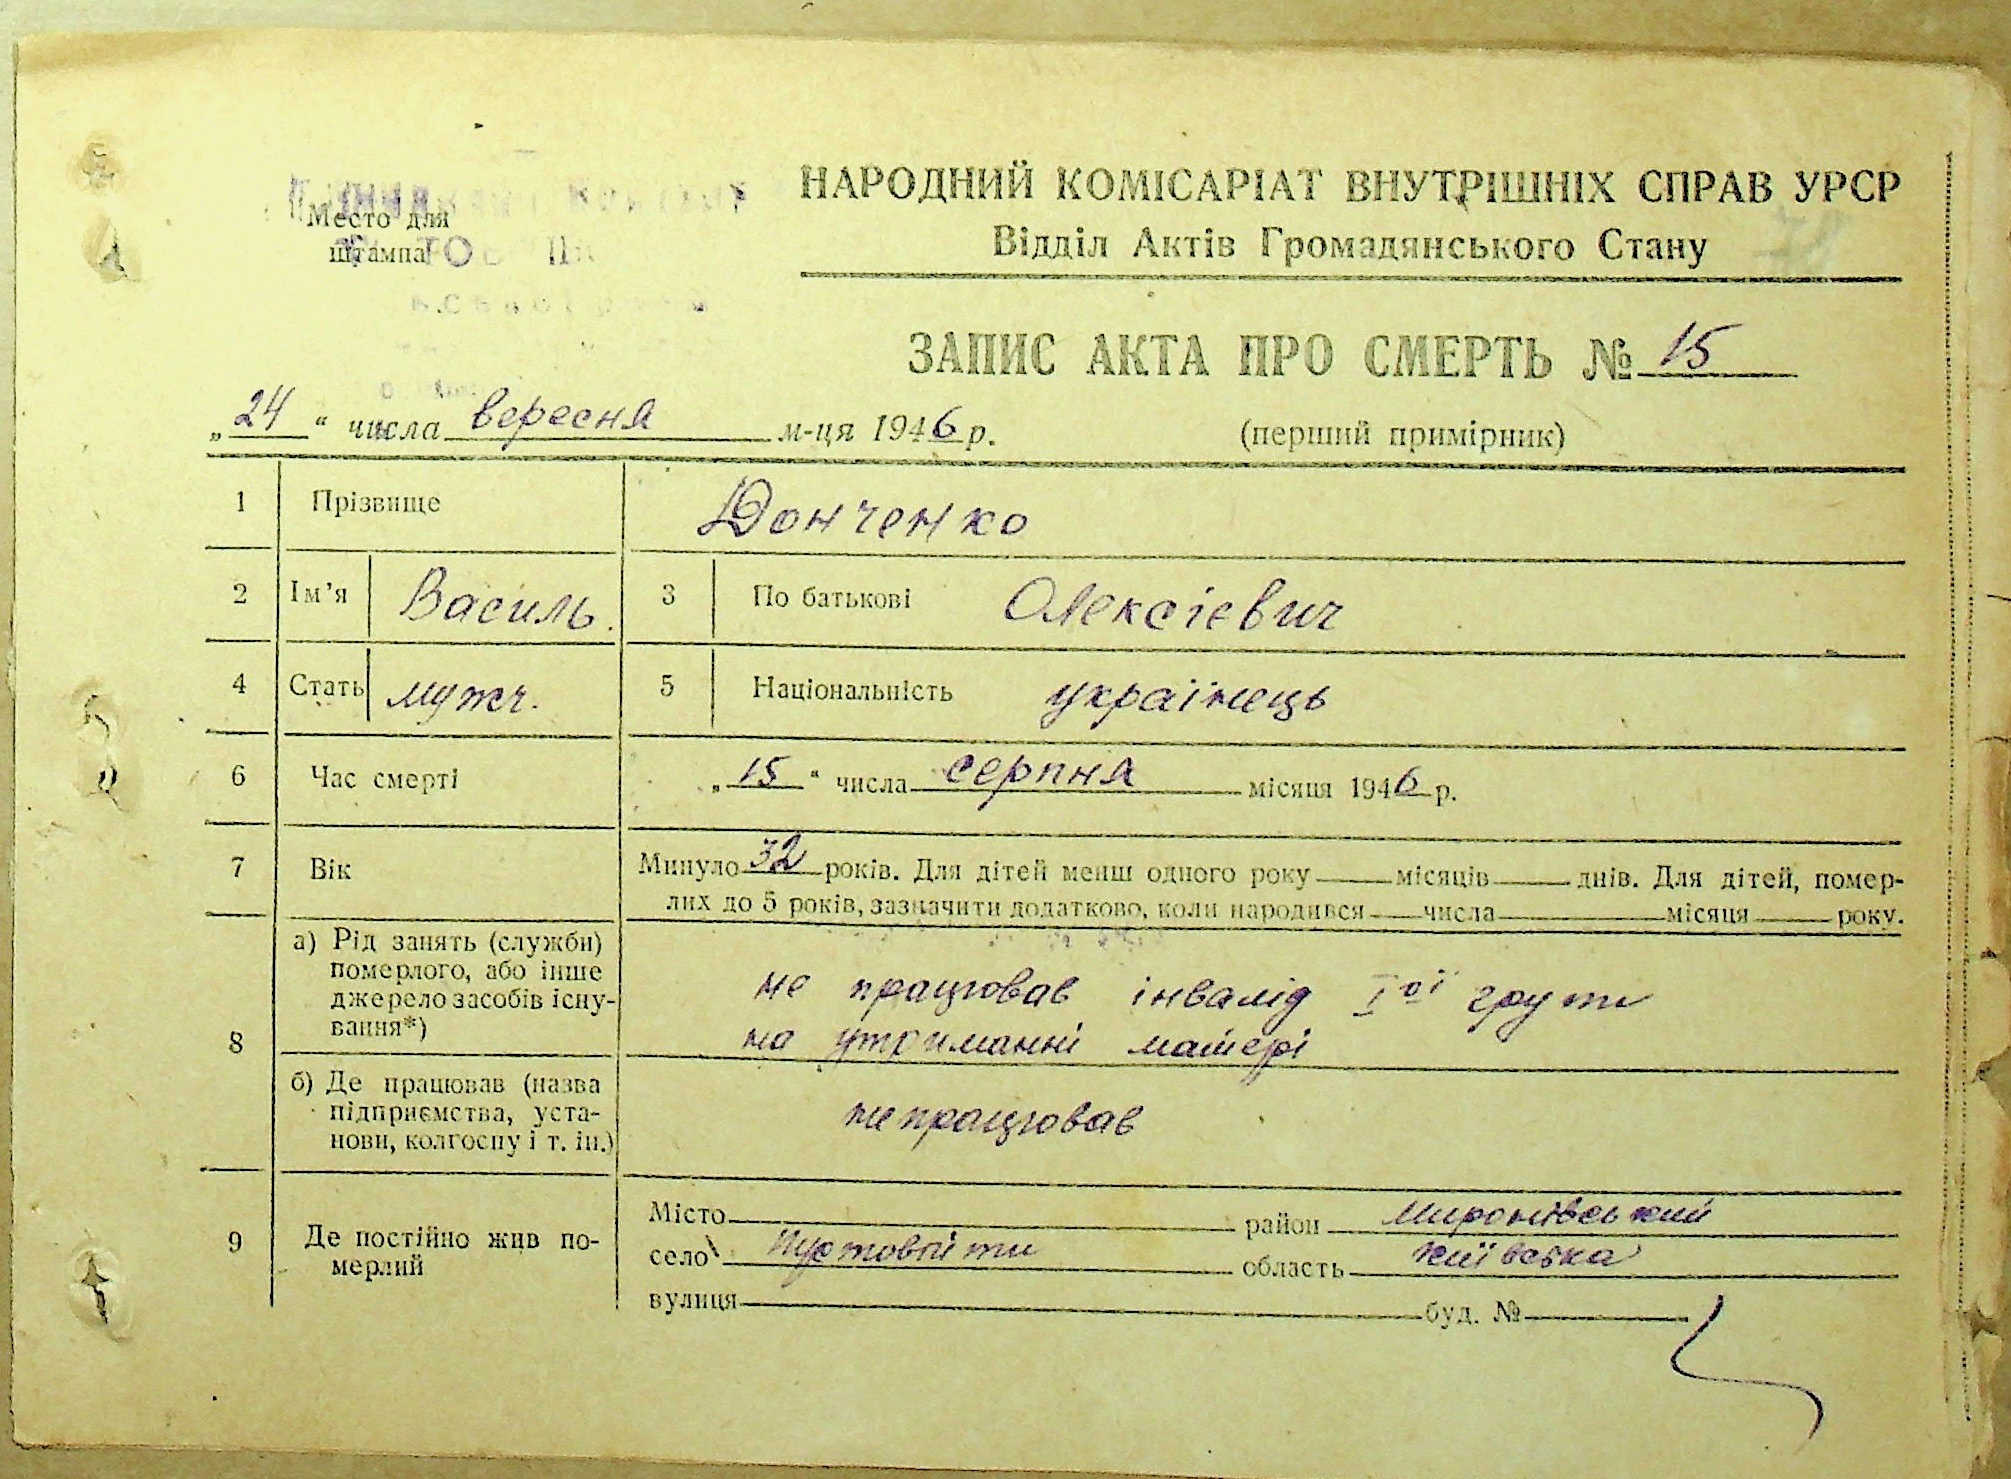 Место для
штампа
НАРОДНИЙ КОМІСАРІАТ ВНУТРІШНІХ СПРАВ УРСР
Відділ Актів Громадянського Стану
ЗАПИС АКТА ПРО СМЕРТЬ № 15
„24“ числа вересня м-ця 1946 р.
(перший примірник)
1 Прізвище Донченко
2 Ім'я Василь. 3 По батькові Олексієвич
4 Стать мужч. 5 Національність українець
6 Час смерті „15“ числа серпня місяця 1946 р.
7 Вік Минуло 32 років. Для дітей менш одного року місяців днів. Для дітей, помер-
лих до 5 років, зазначити додатково, коли народився числа місяця року.
8
а) Рід занять (служби)
померлого, або інше
джерело засобів існу-
вання*)
не працював інвалід I ої групи
на утриманні матері
б) Де працював (назва
підприємства, уста-
нови, колгоспу і т. ін.)
не працював
9 Де постійно жив по-
мерлий
Місто район Миронівський
село Пустовійти область київська
вулиця буд. №